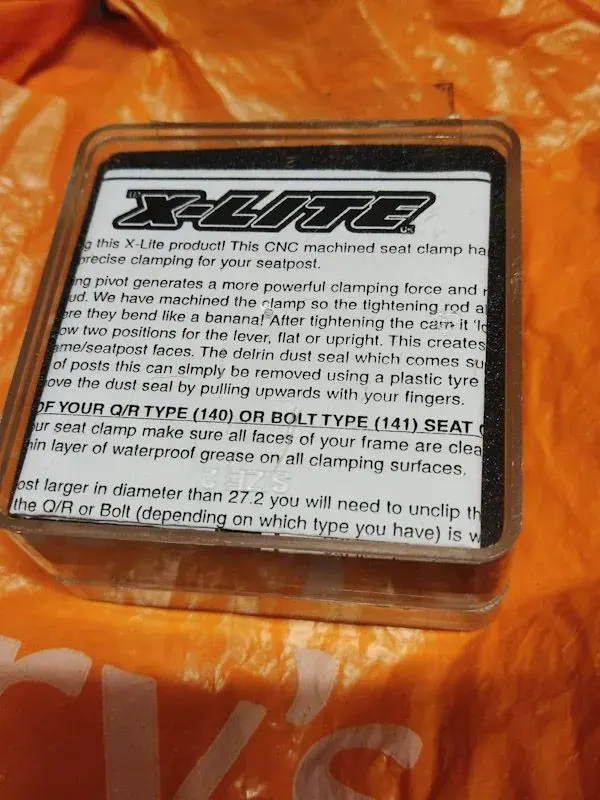 X-LITE
g this X-Lite product! This CNC machined seat clamp ha
precise clamping for your seatpost.
ng pivot generates a more powerful clamping force and
ud. We have machined the clamp so the tightening rod a
ere they bend like a banana! After tightening the cam it 'lo
ow two positions for the lever, flat or upright. This creates
ame/seatpost faces. The delrin dust seal which comes su
of posts this can simply be removed using a plastic tyre
ove the dust seal by pulling upwards with your fingers.
OF YOUR Q/R TYPE (140) OR BOLT TYPE (141) SEAT
ur seat clamp make sure all faces of your frame are clea
hin layer of waterproof grease on all clamping surfaces.
ost larger in diameter than 27.2 you will need to unclip th
the Q/R or Bolt (depending on which type you have) is w
ry's